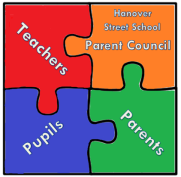 Teachers
Hanover
Street School
Parent Council
Pupils
Parents